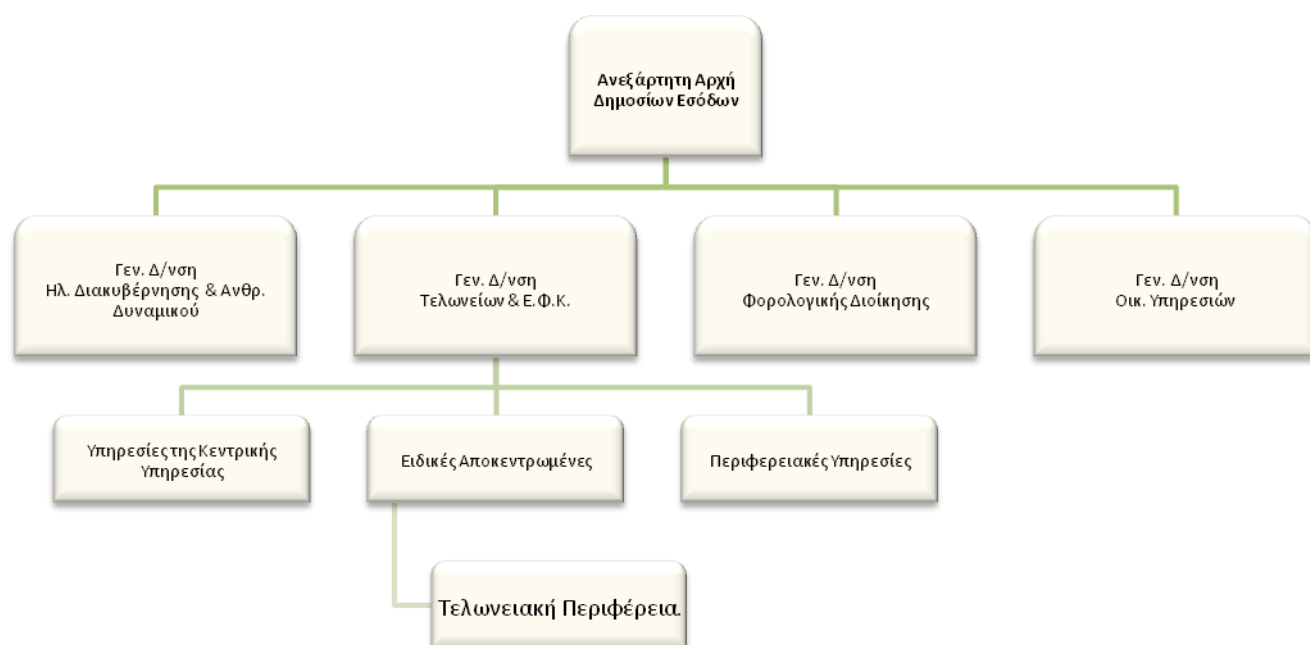 Ανεξάρτητη Αρχή
Δημοσίων Εσόδων
Γεν. Δ/νση
Ηλ. Διακυβέρνησης & Ανθρ.
Δυναμικού
Γεν. Δ/νση
Τελωνείων & Ε.Φ.Κ.
Γεν. Δ/νση
Φορολογικής Διοίκησης
Γεν. Δ/νση
Οικ. Υπηρεσιών
Υπηρεσίες της Κεντρικής
Υπηρεσίας
Ειδικές Αποκεντρωμένες
Περιφερειακές Υπηρεσίες
Τελωνειακή Περιφέρεια.